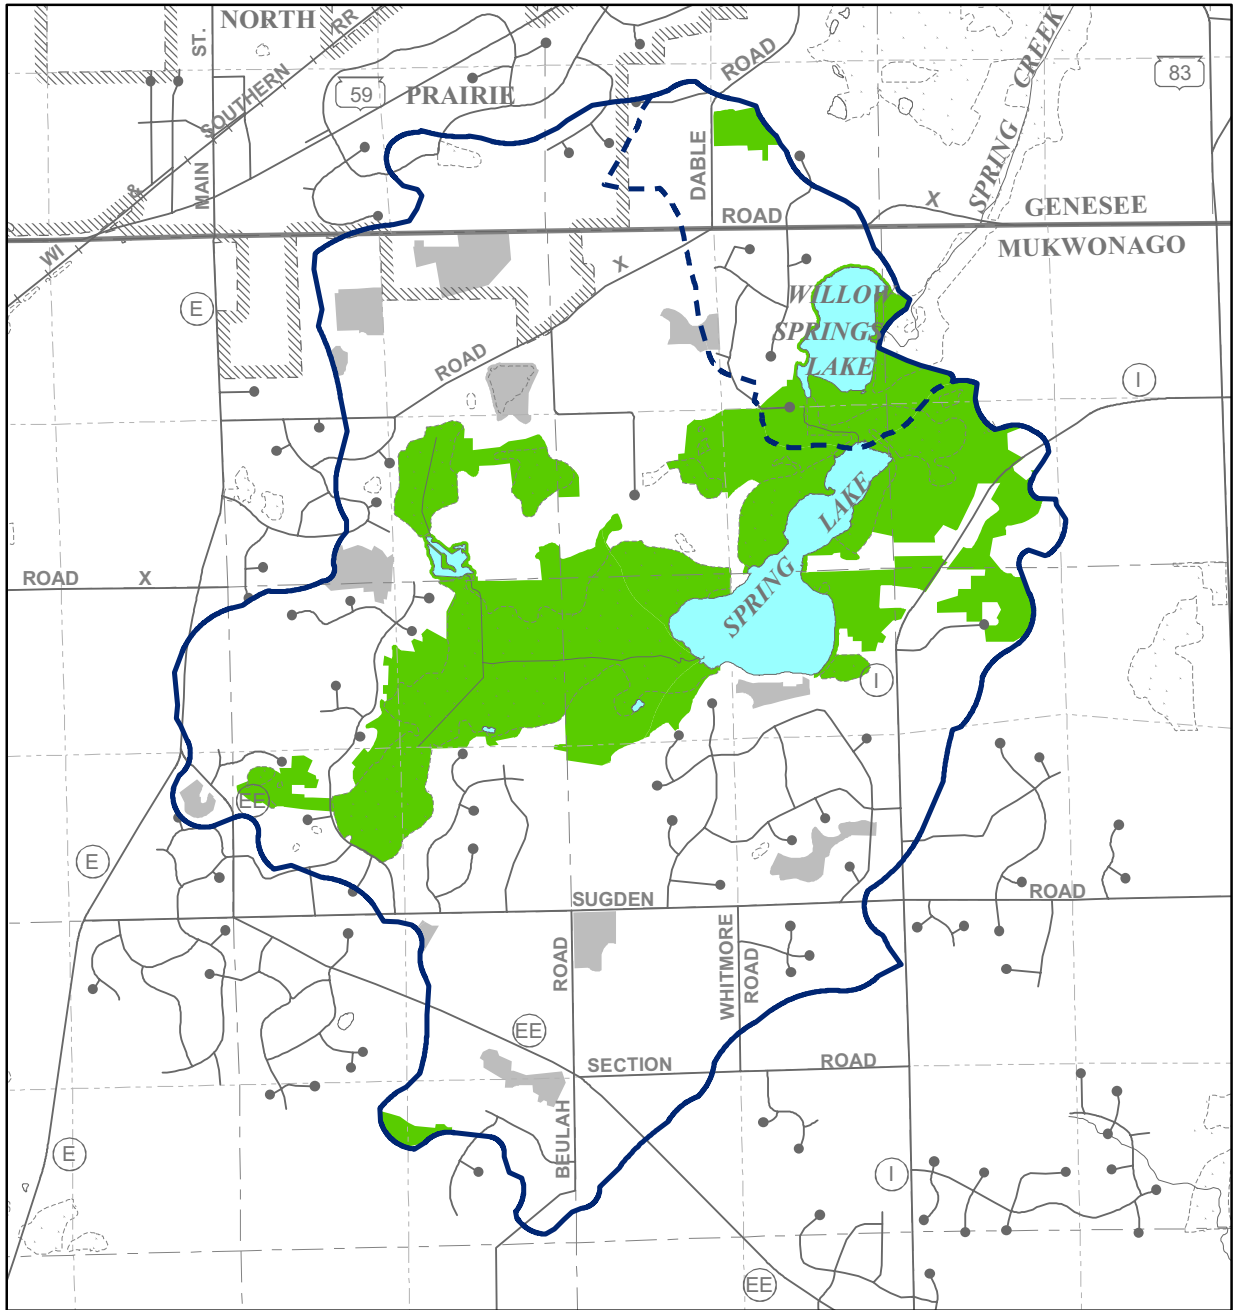 NORTH
PRAIRIE
ST.
MAIN
WI & SOUTHERN RR
59
83
ROAD
DABLE
SPRING CREEK
X
ROAD
GENESEE
MUKWONAGO
X
ROAD
E
WILLOW
SPRINGS
LAKE
I
SPRING LAKE
ROAD X
I
EE
E
SUGDEN
ROAD
ROAD
WHITMORE
ROAD
EE
SECTION
ROAD
BEULAH
E
I
EE